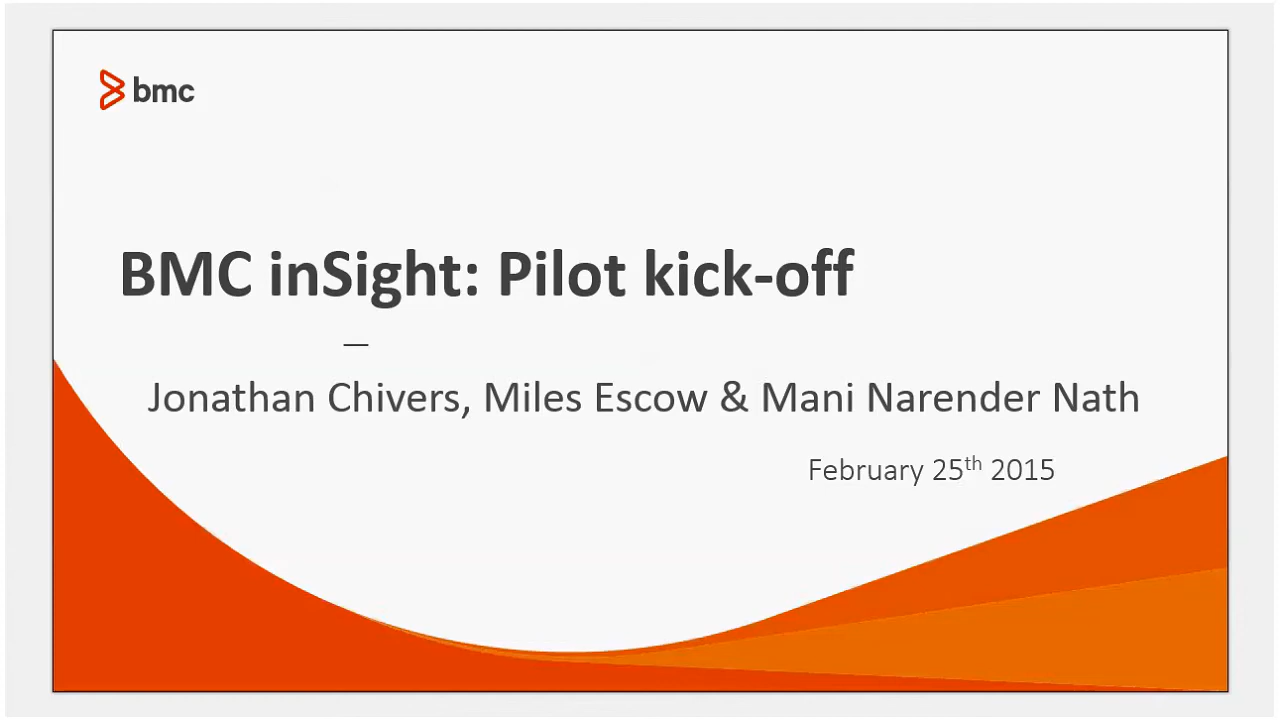 bmc
BMC inSight: Pilot kick-off
Jonathan Chivers, Miles Escow & Mani Narender Nath
February 25th 2015